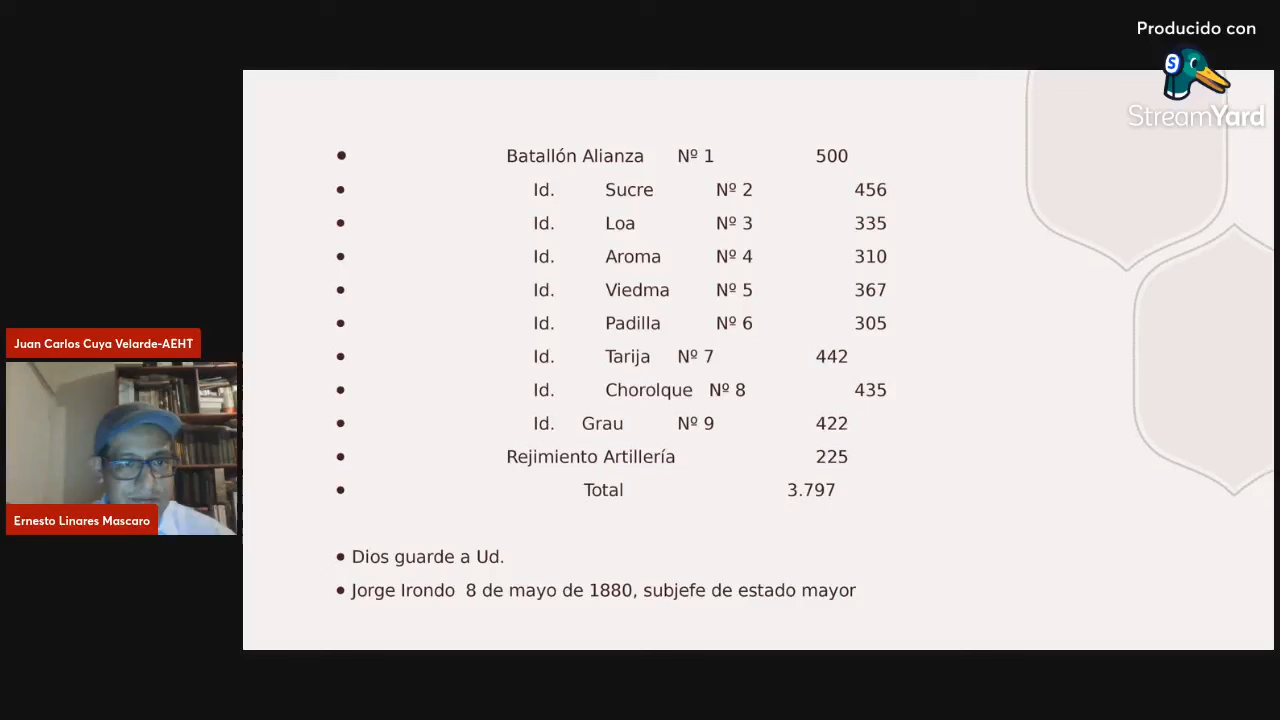 Producido con
StreamYard
• Batallón Alianza Nº 1 500
• Id. Sucre Nº 2 456
• Id. Loa Nº 3 335
• Id. Aroma Nº 4 310
• Id. Viedma Nº 5 367
• Id. Padilla Nº 6 305
• Id. Tarija Nº 7 442
• Id. Chorolque Nº 8 435
• Id. Grau Nº 9 422
• Rejimiento Artillería 225
• Total 3.797
• Dios guarde a Ud.
• Jorge Irondo 8 de mayo de 1880, subjefe de estado mayor
Juan Carlos Cuya Velarde-AEHT
Ernesto Linares Mascaro